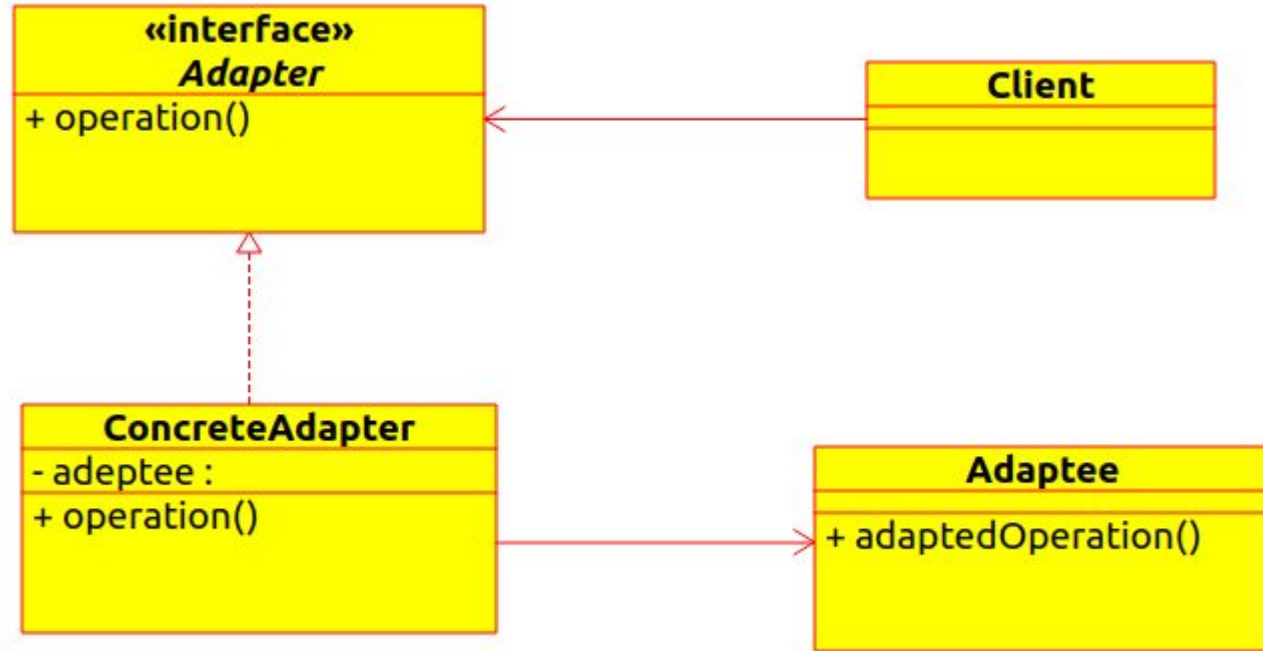 «interface»
Adapter
+ operation()
Client
ConcreteAdapter
- adeptee :
+ operation()
Adaptee
+ adaptedOperation()